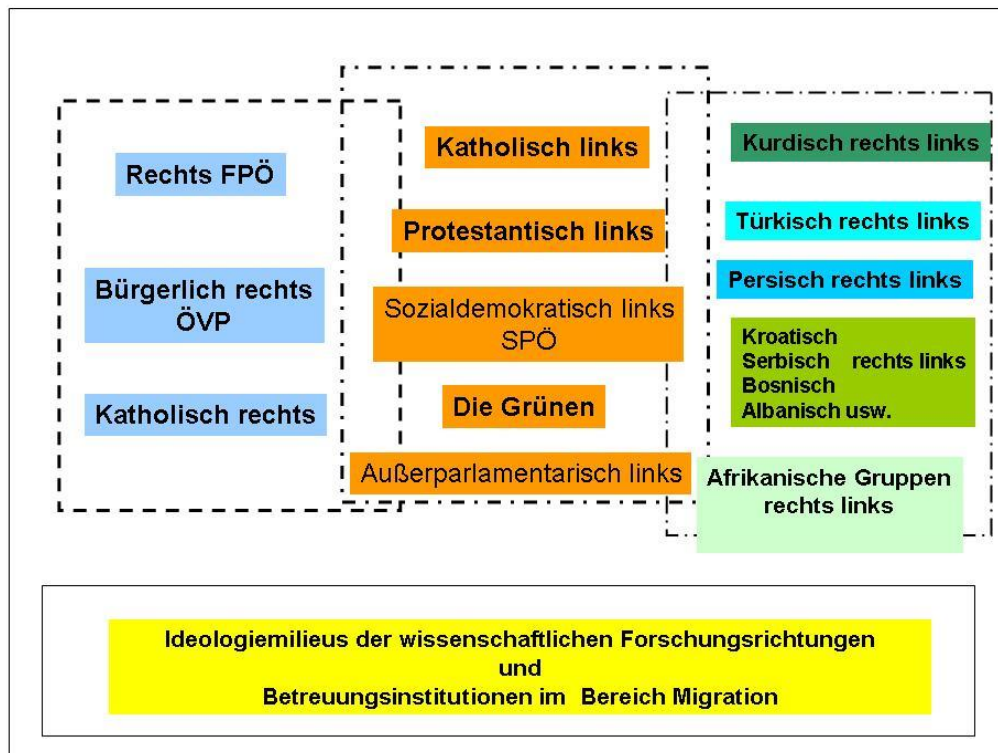 Rechts FPÖ
Bürgerlich rechts
ÖVP
Katholisch rechts
Katholisch links
Protestantisch links
Sozialdemokratisch links
SPÖ
Die Grünen
Außerparlamentarisch links
Kurdisch rechts links
Türkisch rechts links
Persisch rechts links
Kroatisch
Serbisch rechts links
Bosnisch
Albanisch usw.
Afrikanische Gruppen
rechts links
Ideologiemilieus der wissenschaftlichen Forschungsrichtungen
und
Betreuungsinstitutionen im Bereich Migration